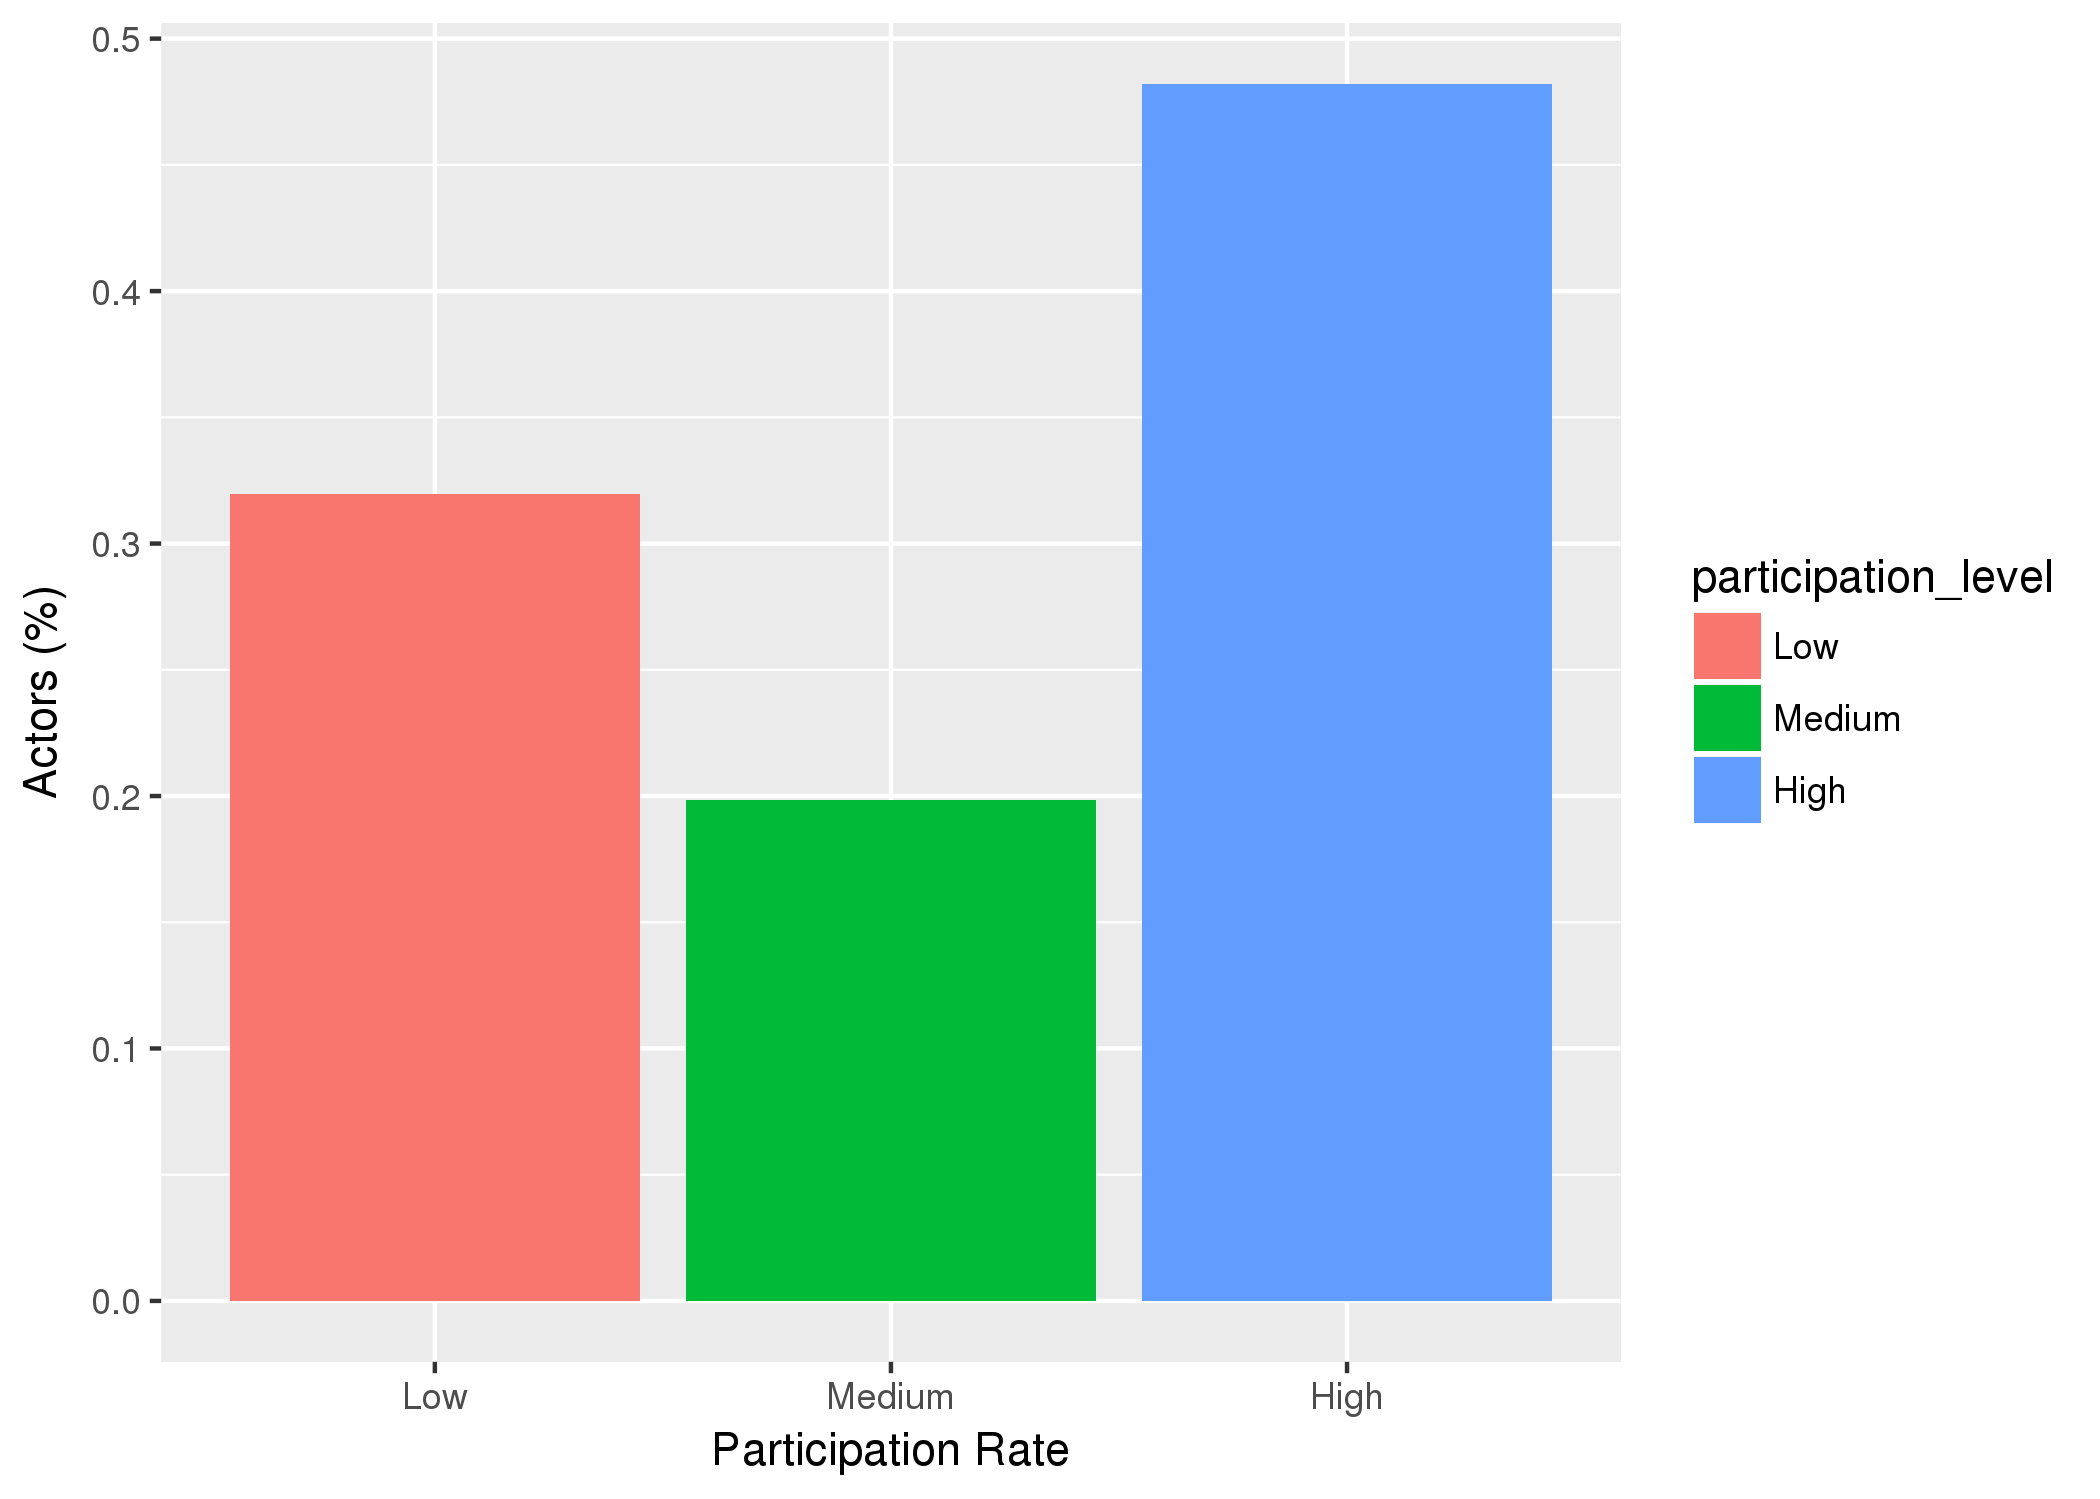 0.5
0.4
0.3
0.2
0.1
0.0
Actors (%)
Low
Medium
High
Participation Rate
participation_level
Low
Medium
High